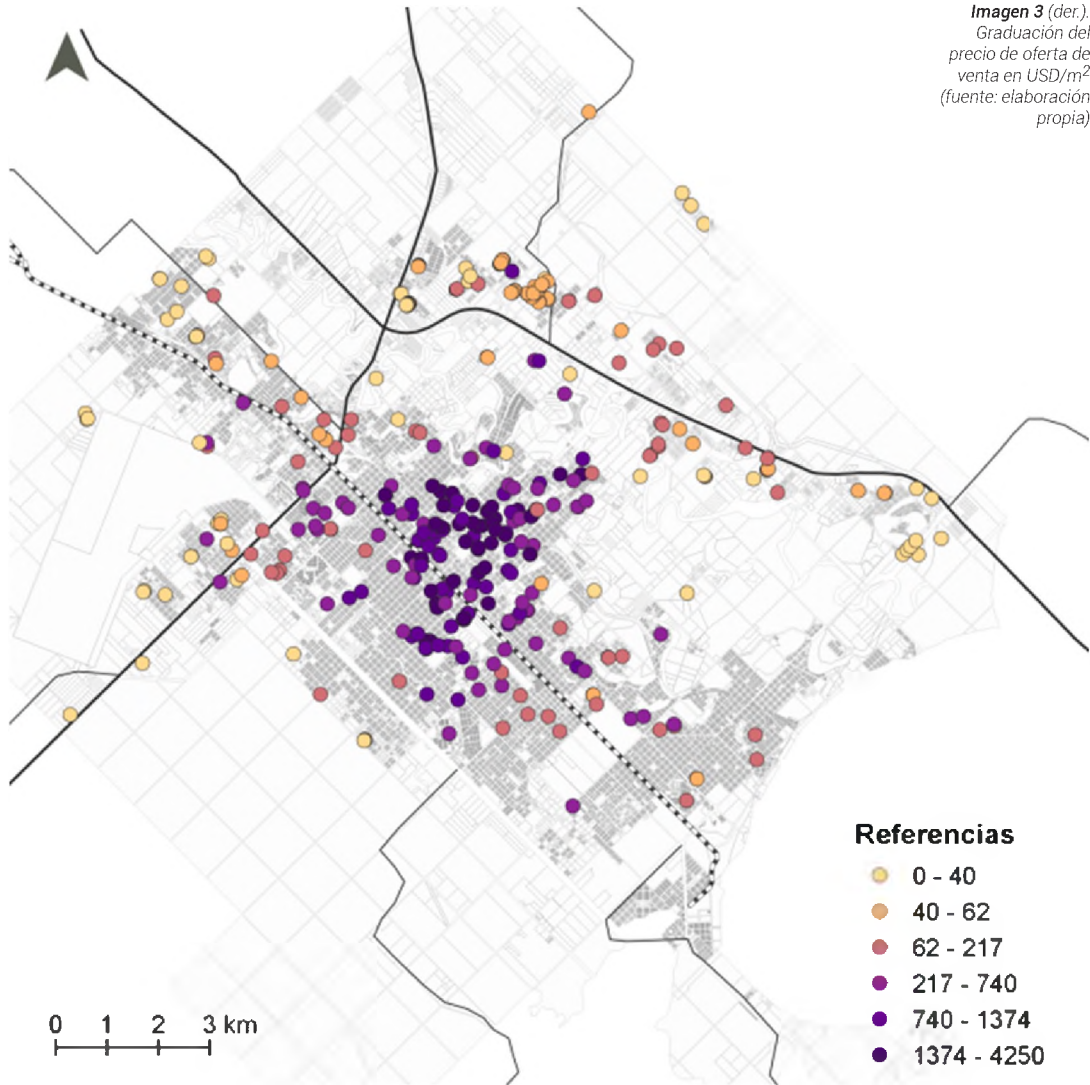 Imagen 3 (der.).
Graduación del
precio de oferta de
venta en USD/m²
(fuente: elaboración
propia)
Referencias
0 - 40
40 - 62
62 - 217
217 - 740
740 - 1374
1374 - 4250
0 1 2 3 km